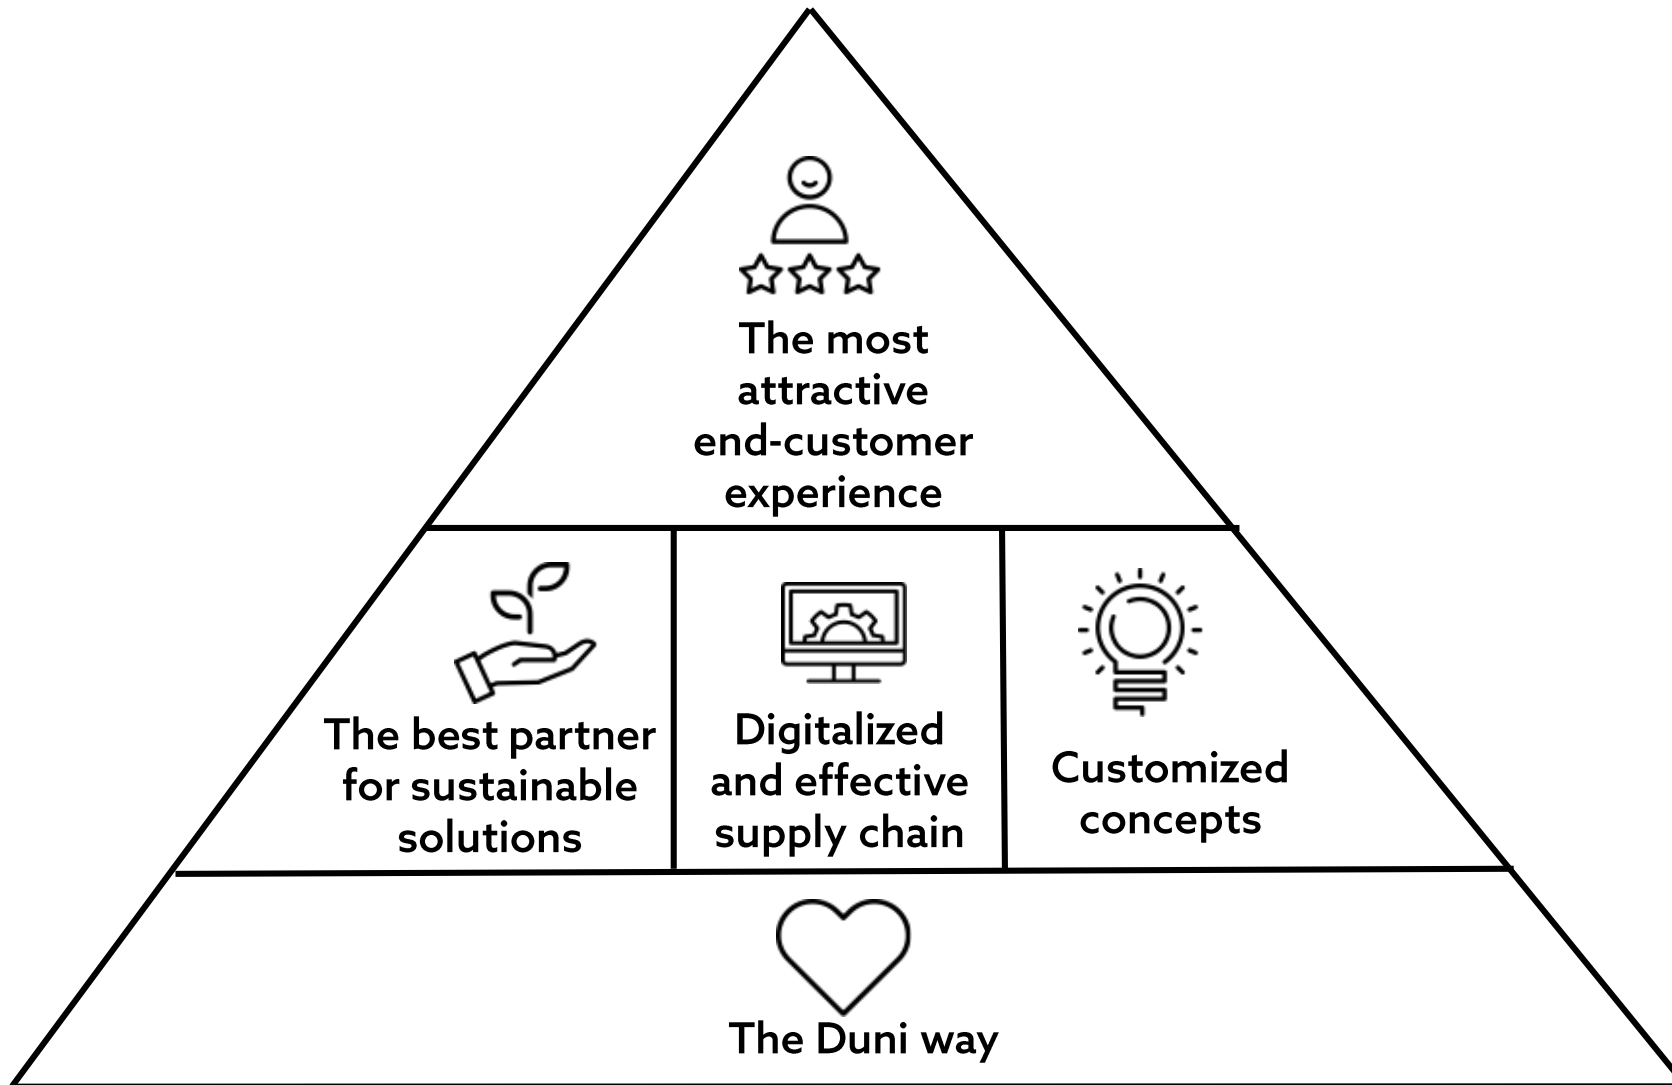 The most
attractive
end-customer
experience
The best partner
for sustainable
solutions
Digitalized
and effective
supply chain
Customized
concepts
The Duni way